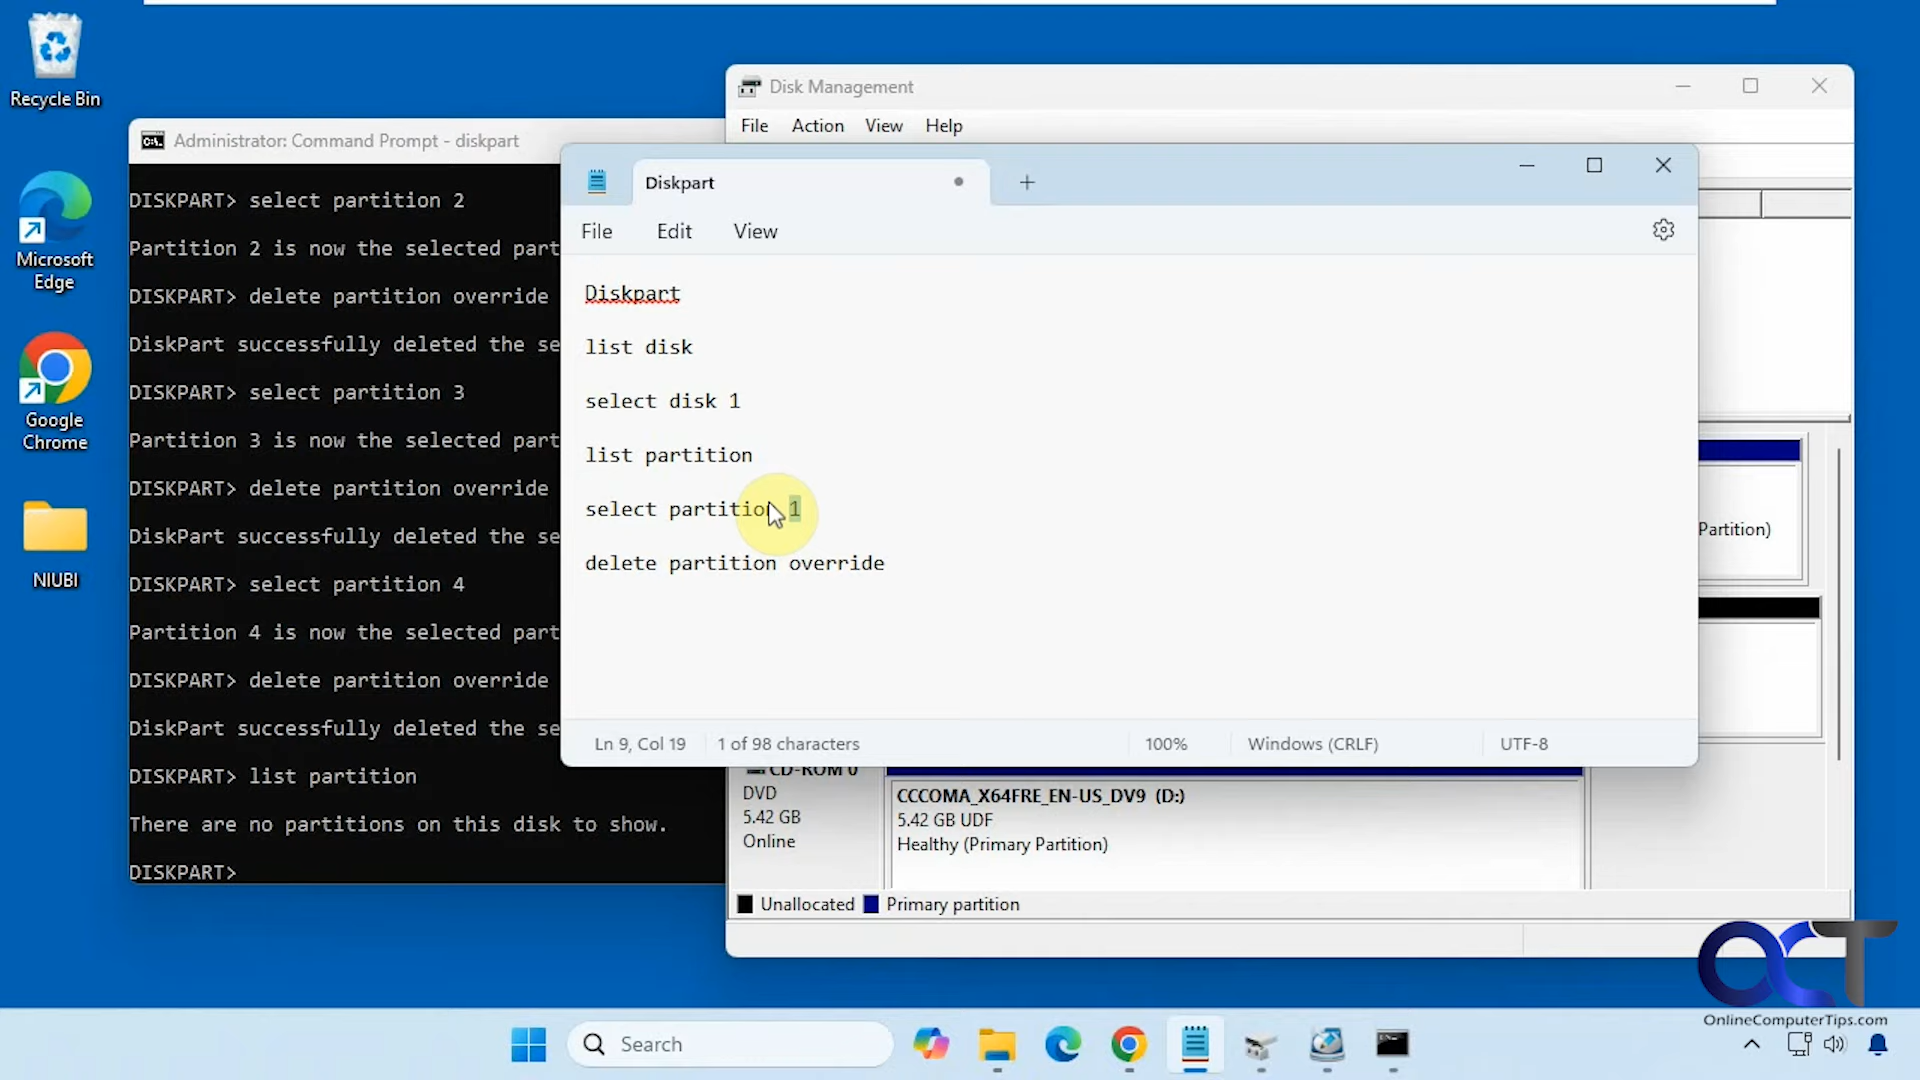 Recycle Bin
Microsoft
Edge
Google
Chrome
NIUBI
Administrator: Command Prompt - diskpart
DISKPART> select partition 2
Partition 2 is now the selected part
DISKPART> delete partition override
DiskPart successfully deleted the se
DISKPART> select partition 3
Partition 3 is now the selected part
DISKPART> delete partition override
DiskPart successfully deleted the se
DISKPART> select partition 4
Partition 4 is now the selected part
DISKPART> delete partition override
DiskPart successfully deleted the se
DISKPART> list partition
There are no partitions on this disk to show.
DISKPART>
Disk Management
File Action View Help
Diskpart
File Edit View
Diskpart
list disk
select disk 1
list partition
select partition 1
delete partition override
Ln 9, Col 19 1 of 98 characters 100% Windows (CRLF) UTF-8
Partition)
CD-ROM 0
DVD
5.42 GB
Online
CCCOMA_X64FRE_EN-US_DV9 (D:)
5.42 GB UDF
Healthy (Primary Partition)
Unallocated Primary partition
OCT
OnlineComputerTips.com
Search